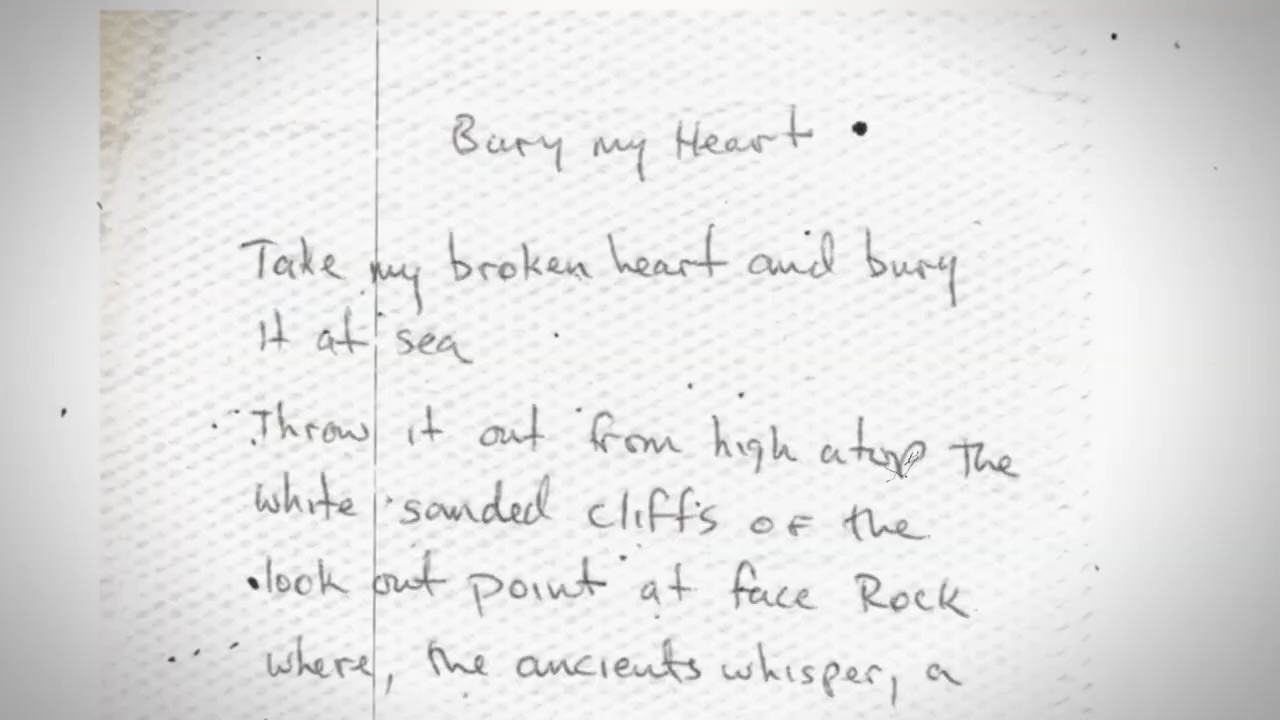 Bury my Heart
Take my broken heart and bury
it at sea
Throw it out from high atop the
white sanded cliffs of the
look out point at face Rock
where, the ancients whisper, a